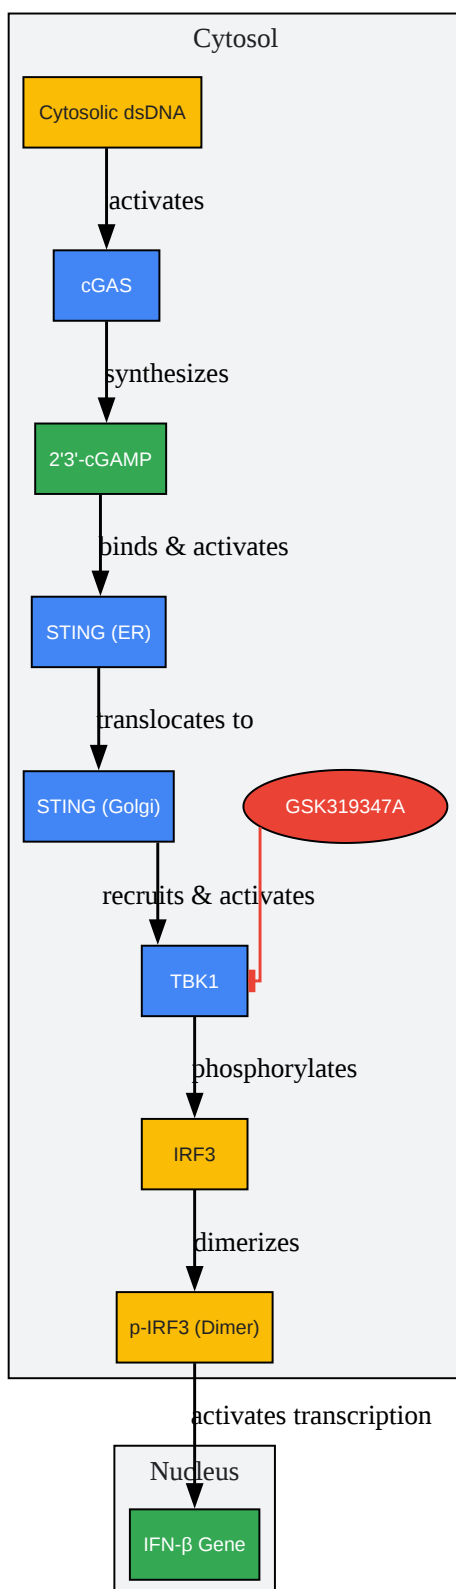 Cytosol
Cytosolic dsDNA
activates
cGAS
synthesizes
2'3'-cGAMP
binds & activates
STING (ER)
translocates to
STING (Golgi)
GSK319347A
recruits & activates
TBK1
phosphorylates
IRF3
dimerizes
p-IRF3 (Dimer)
activates transcription
Nucleus
IFN-β Gene